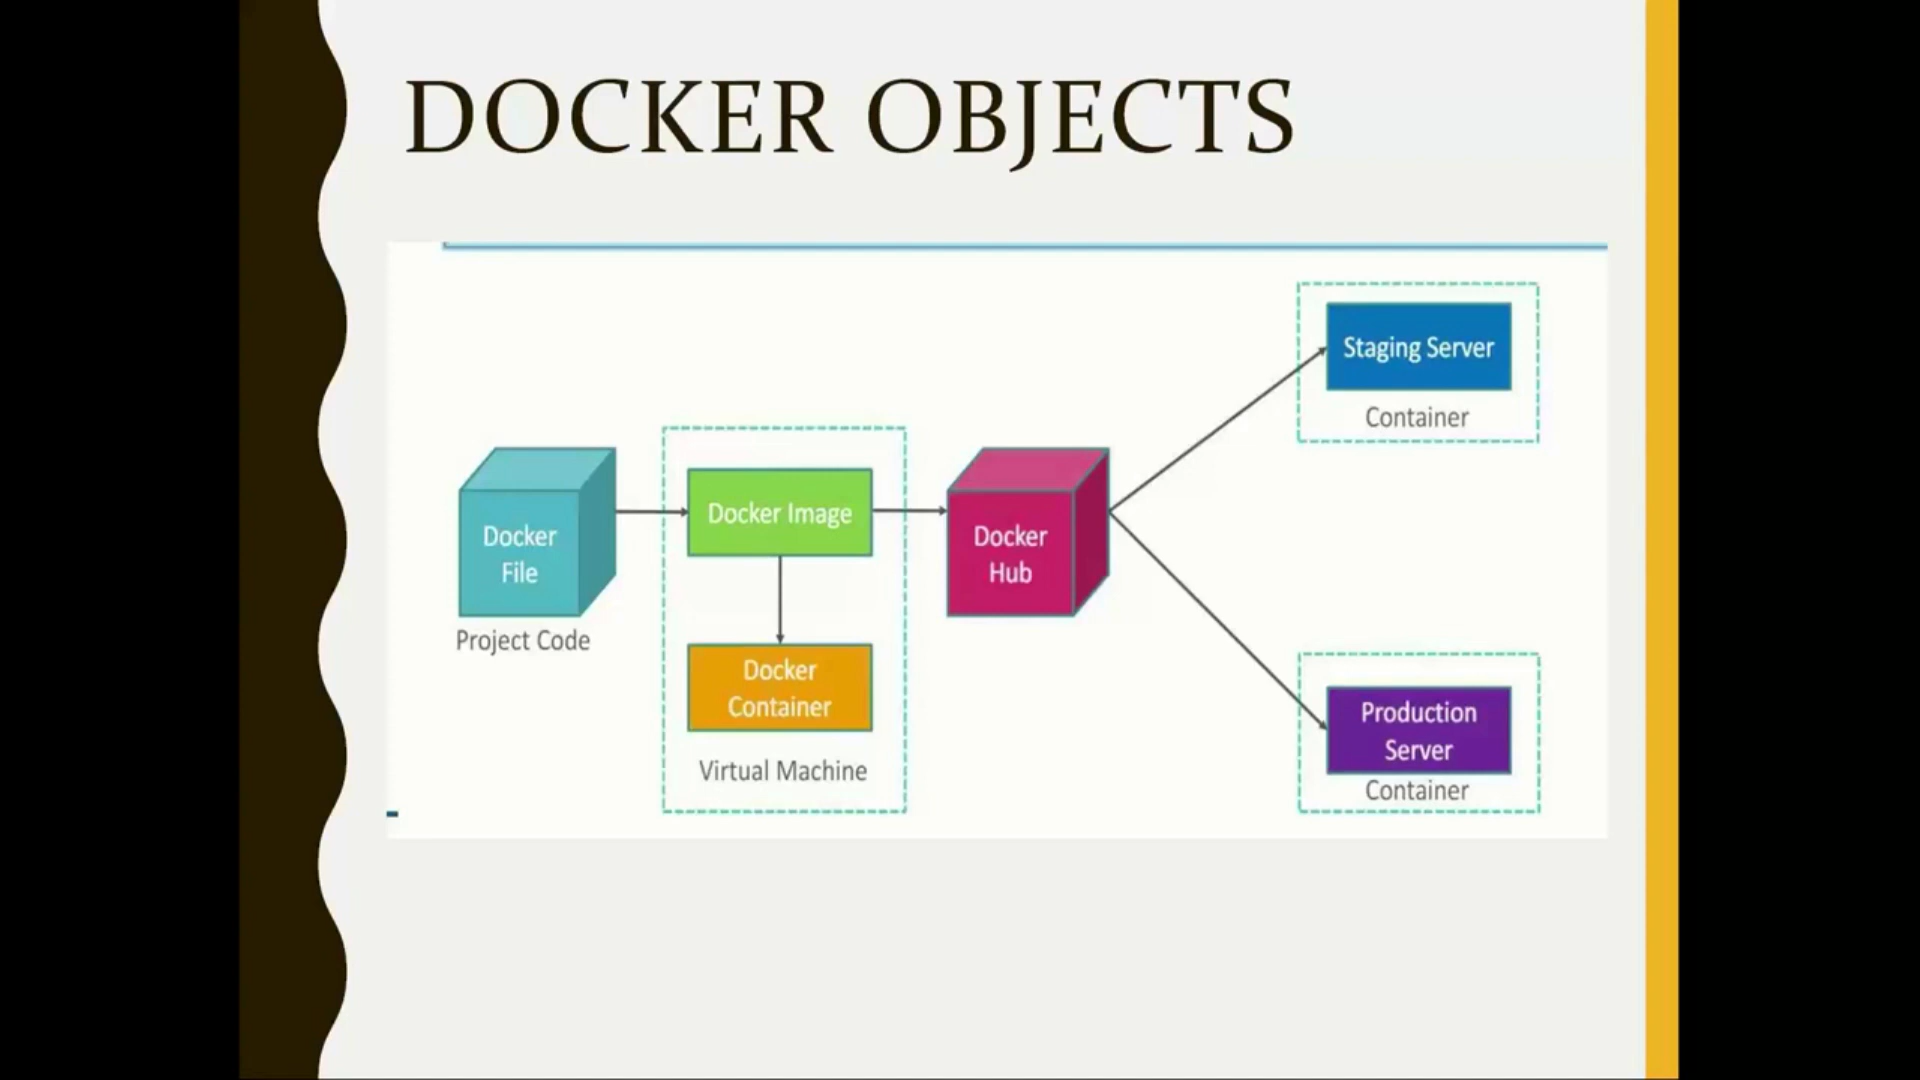 DOCKER OBJECTS
Docker
File
Project Code
Docker Image
Docker
Container
Virtual Machine
Docker
Hub
Staging Server
Container
Production
Server
Container